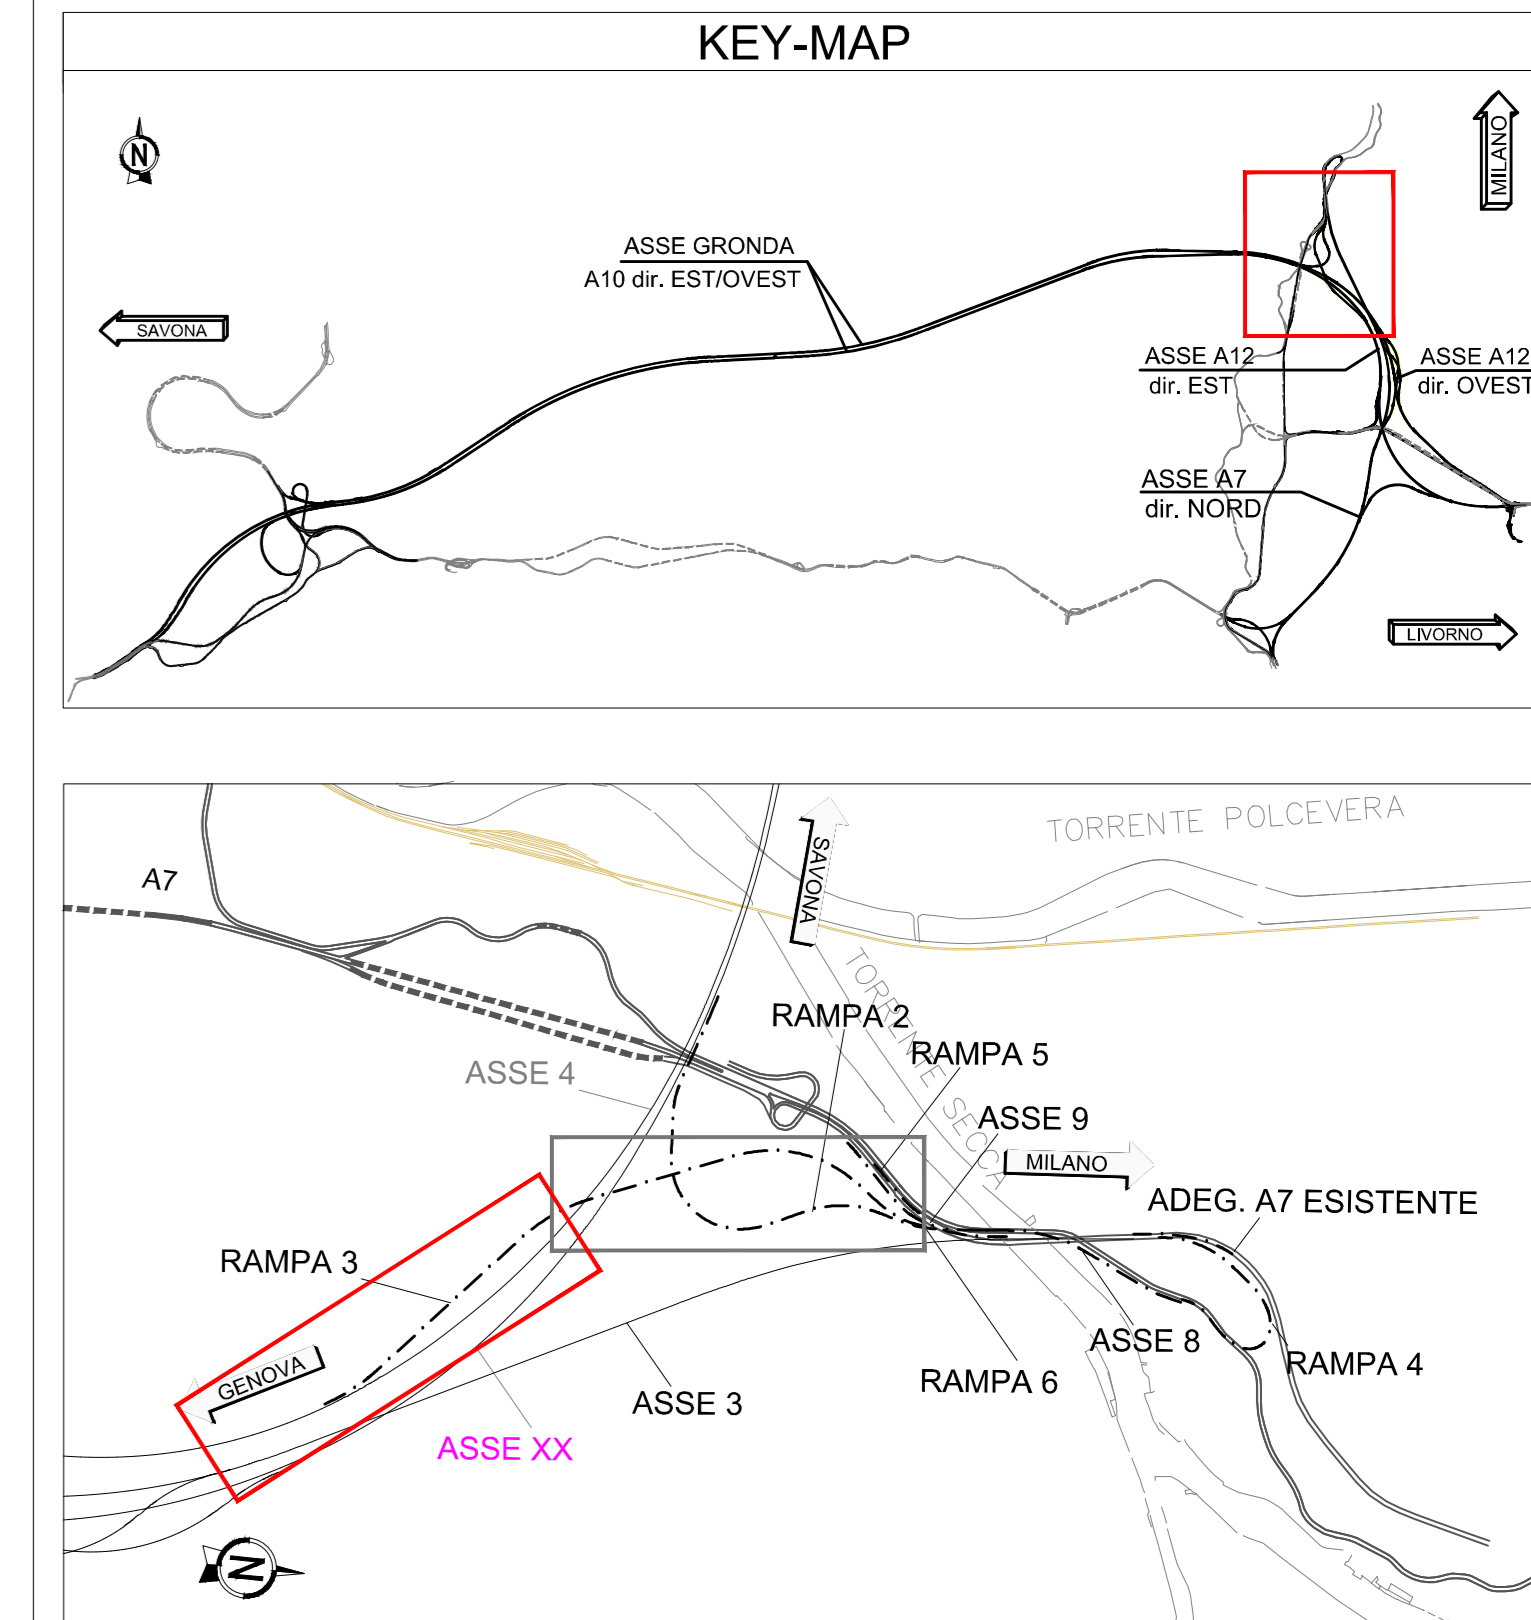 KEY-MAP
N
MILANO
ASSE GRONDA
A10 dir. EST/OVEST
SAVONA
ASSE A12
dir. EST
ASSE A12
dir. OVEST
ASSE A7
dir. NORD
LIVORNO
TORRENTE POLCEVERA
SAVONA
A7
TORRENTE SECCA
RAMPA 2
RAMPA 5
ASSE 4
ASSE 9
MILANO
ADEG. A7 ESISTENTE
RAMPA 3
ASSE 8
RAMPA 4
GENOVA
RAMPA 6
ASSE 3
ASSE XX
N